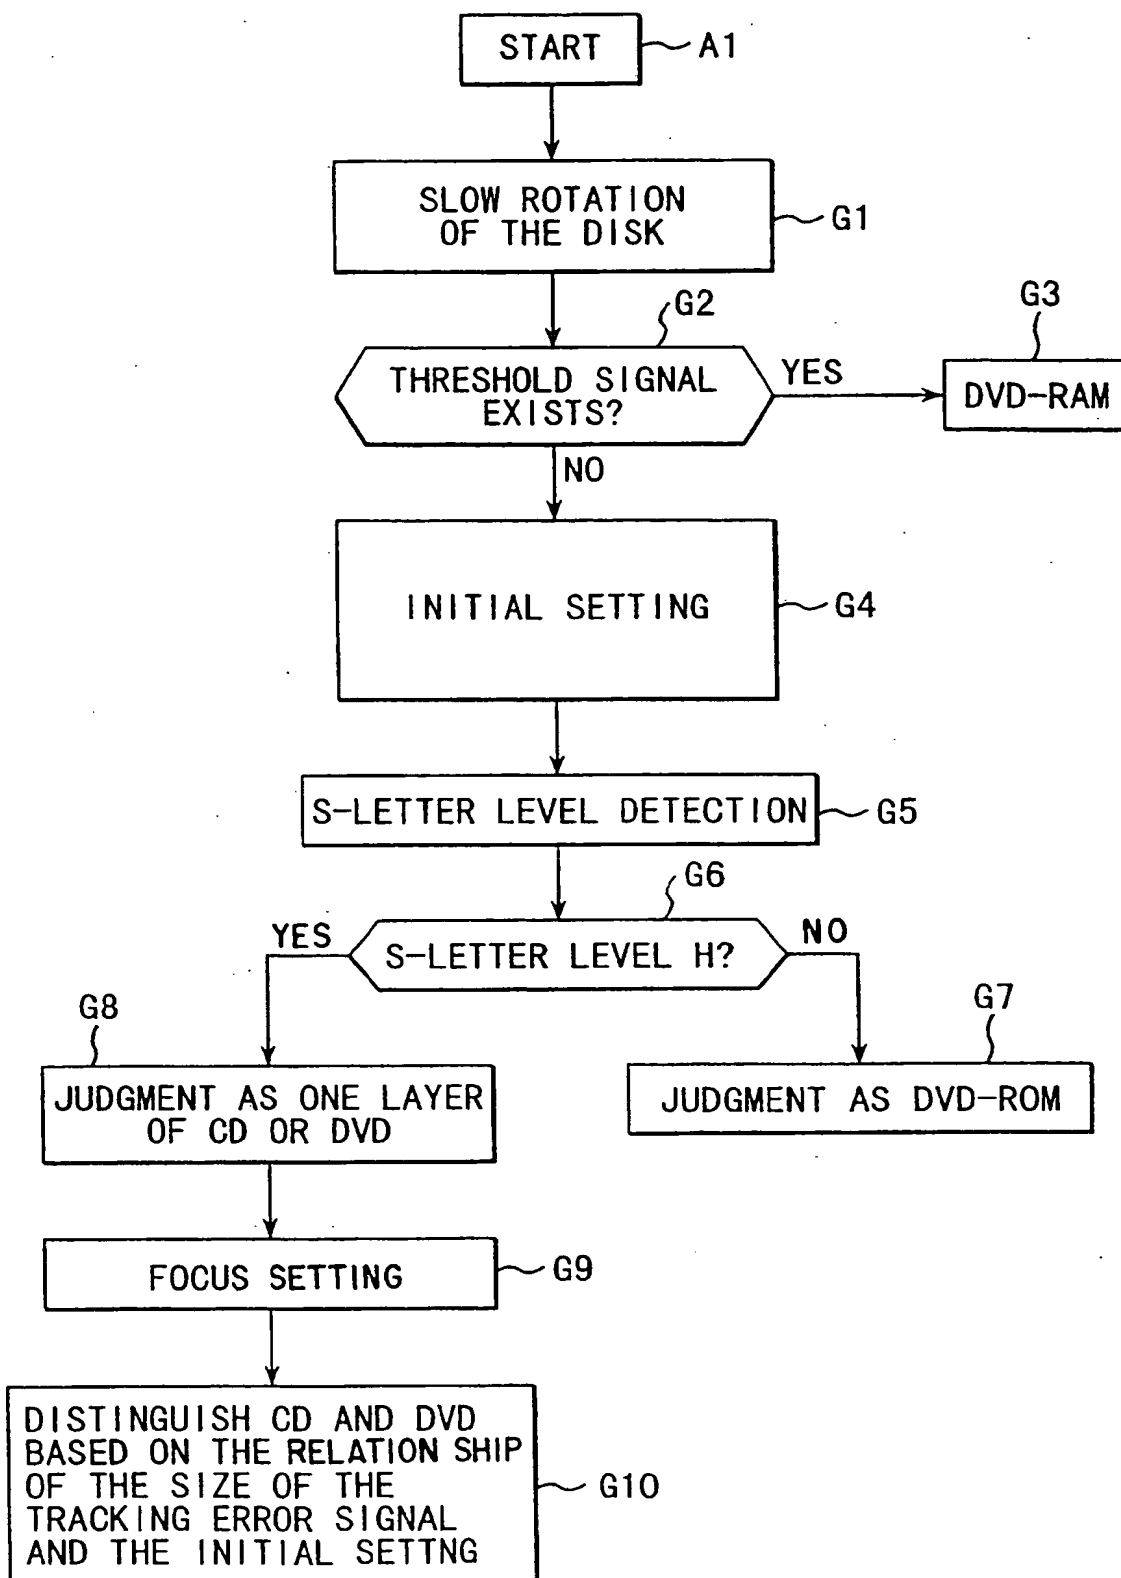 START
A1
SLOW ROTATION
OF THE DISK
G1
G2
THRESHOLD SIGNAL
EXISTS?
YES
G3
DVD-RAM
NO
INITIAL SETTING
G4
S-LETTER LEVEL DETECTION
G5
G6
S-LETTER LEVEL H?
YES
NO
G8
JUDGMENT AS ONE LAYER
OF CD OR DVD
G7
JUDGMENT AS DVD-ROM
FOCUS SETTING
G9
DISTINGUISH CD AND DVD
BASED ON THE RELATION SHIP
OF THE SIZE OF THE
TRACKING ERROR SIGNAL
AND THE INITIAL SETTNG
G10